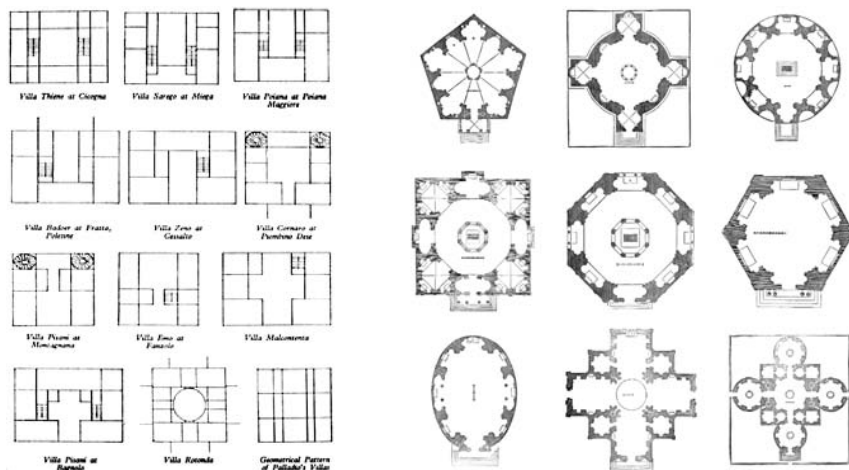 Villa Thiene at Cicogna
Villa Sarego at Miega
Villa Poiana at Poiana
Maggiore
Villa Badoer at Fratta,
Polesine
Villa Zeno at
Cessalto
Villa Cornaro at
Piombino Dese
Villa Pisani at
Montagnana
Villa Emo at
Fanzolo
Villa Malcontenta
Villa Pisani at
Bagnolo
Villa Rotonda
Geometrical Pattern
of Palladio's Villas